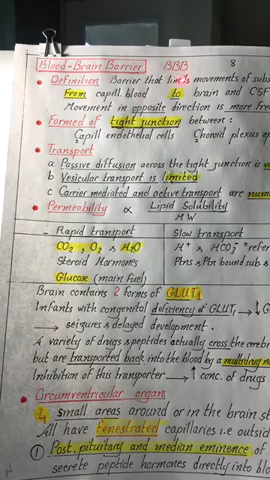 Blood-Brain Barrier BBB 8
• Definition Barrier that limits movements of subs
From capill. blood To brain and CSF
Movement in opposite direction is more free
• Formed of tight junction between:
Capill endothelial cells Choroid plexus ep
• Transport
a Passive diffusion across the tight junction is v
b Vesicular transport is limited
c Carrier mediated and active transport are num
• Permeability ∝ Lipid Solubility
MW
Rapid transport Slow transport
CO2, O2 & H2O H+ & HCO3- "refer
Steroid Hormones Ptns & Ptn bound sub.s
Glucose (main fuel)
Brain contains 2 forms of GLUT1
Infants with congenital deficiency of GLUT1 → ↓ G
→ seizures & delayed development.
A variety of drugs & peptides actually cross the cereb
but are transported back into the blood by a multidrug no
Inhibition of this transporter → ↑ conc. of drugs
• Circumventricular organs
4 small areas around or in the brain st
All have fenestrated capillaries i.e outsid
① Post. pituitary and median eminence of
secrete peptide hormones directly into blo